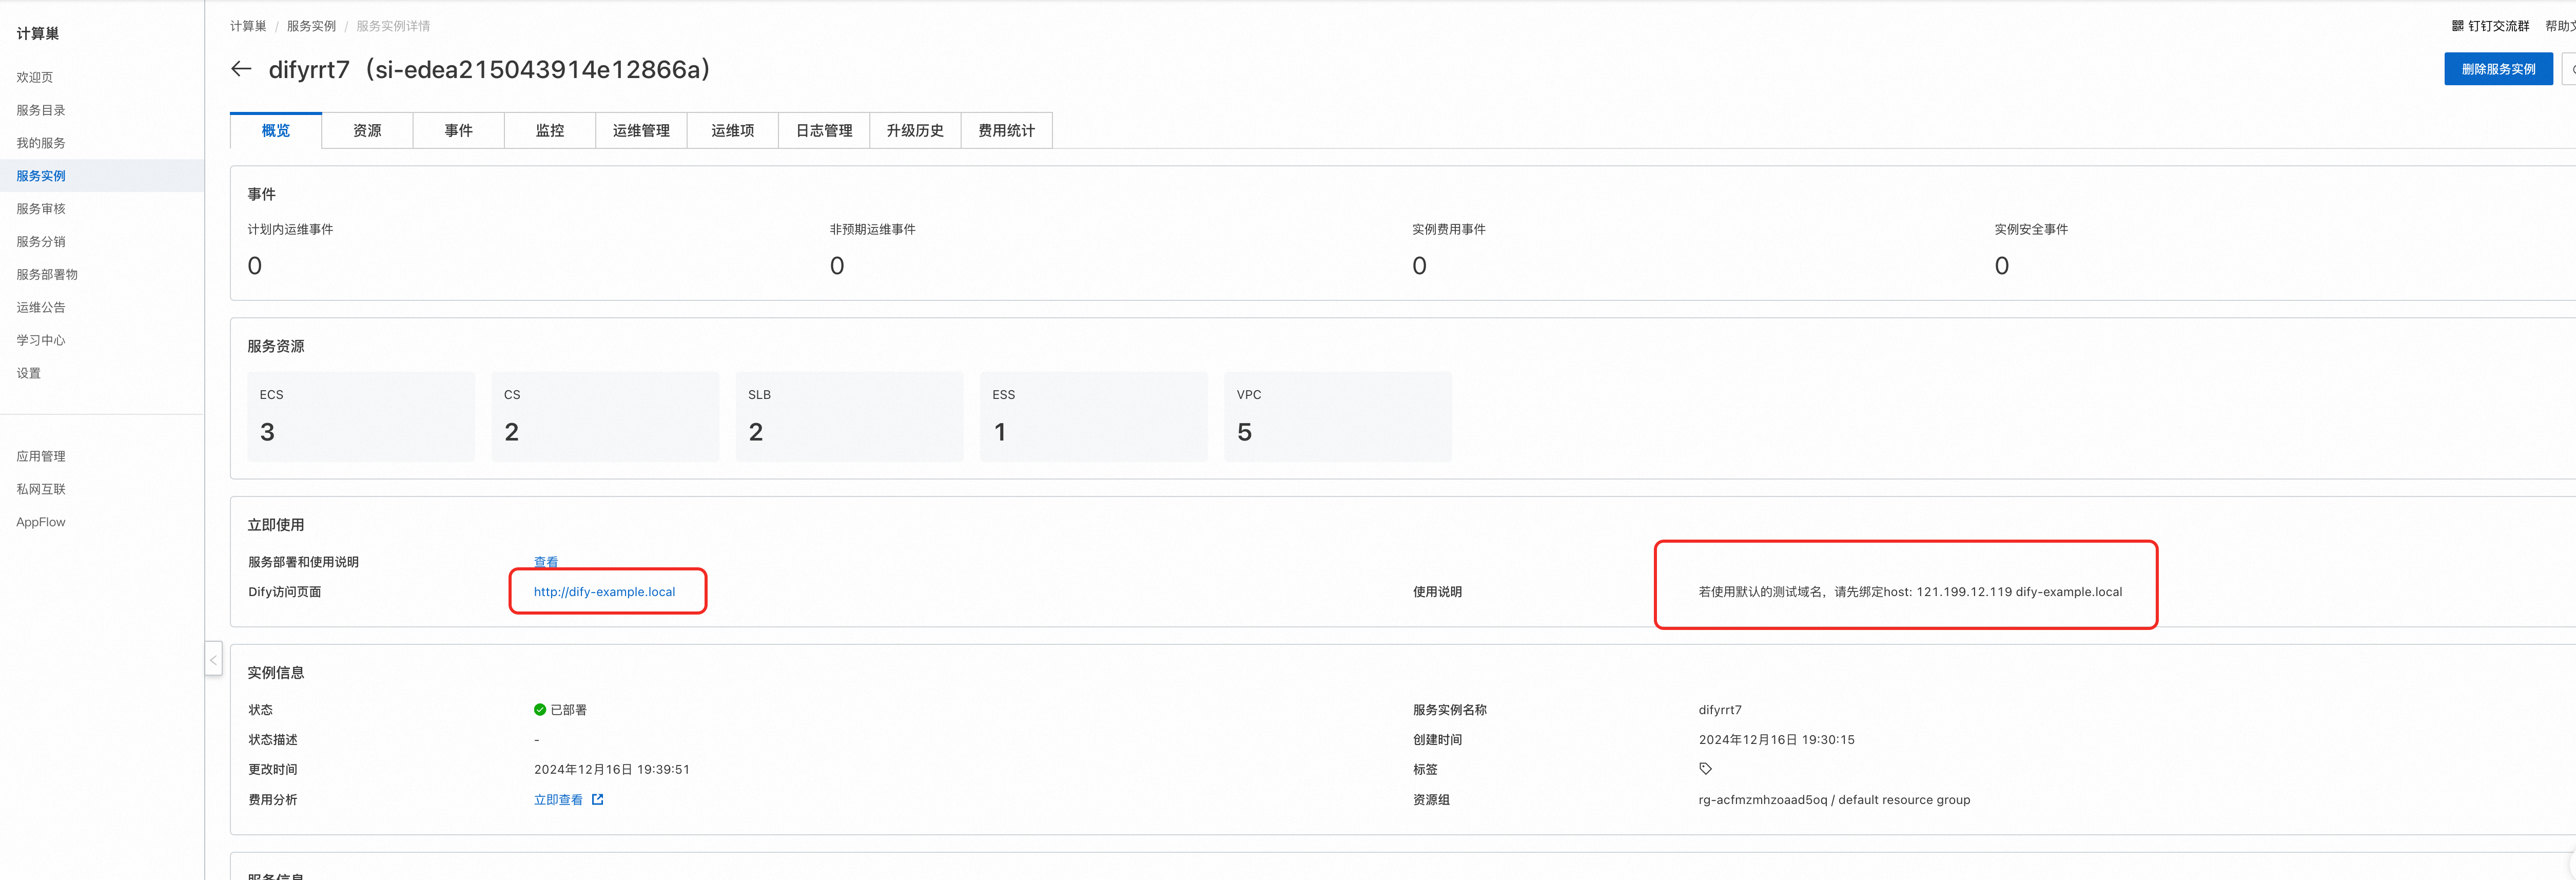 计算巢
欢迎页
服务目录
我的服务
服务实例
服务审核
服务分销
服务部署物
运维公告
学习中心
设置
应用管理
私网互联
AppFlow
计算巢 / 服务实例 / 服务实例详情
钉钉交流群
difyrrt7（si-edea215043914e12866a）
删除服务实例
概览 资源 事件 监控 运维管理 运维项 日志管理 升级历史 费用统计
事件
计划内运维事件 非预期运维事件 实例费用事件 实例安全事件
0 0 0 0
服务资源
ECS CS SLB ESS VPC
3 2 2 1 5
立即使用
服务部署和使用说明 查看
Dify访问页面 http://dify-example.local 使用说明 若使用默认的测试域名，请先绑定host: 121.199.12.119 dify-example.local
实例信息
状态 已部署 服务实例名称 difyrrt7
状态描述 - 创建时间 2024年12月16日 19:30:15
更改时间 2024年12月16日 19:39:51 标签
费用分析 立即查看 资源组 rg-acfmzmhzoaad5oq / default resource group